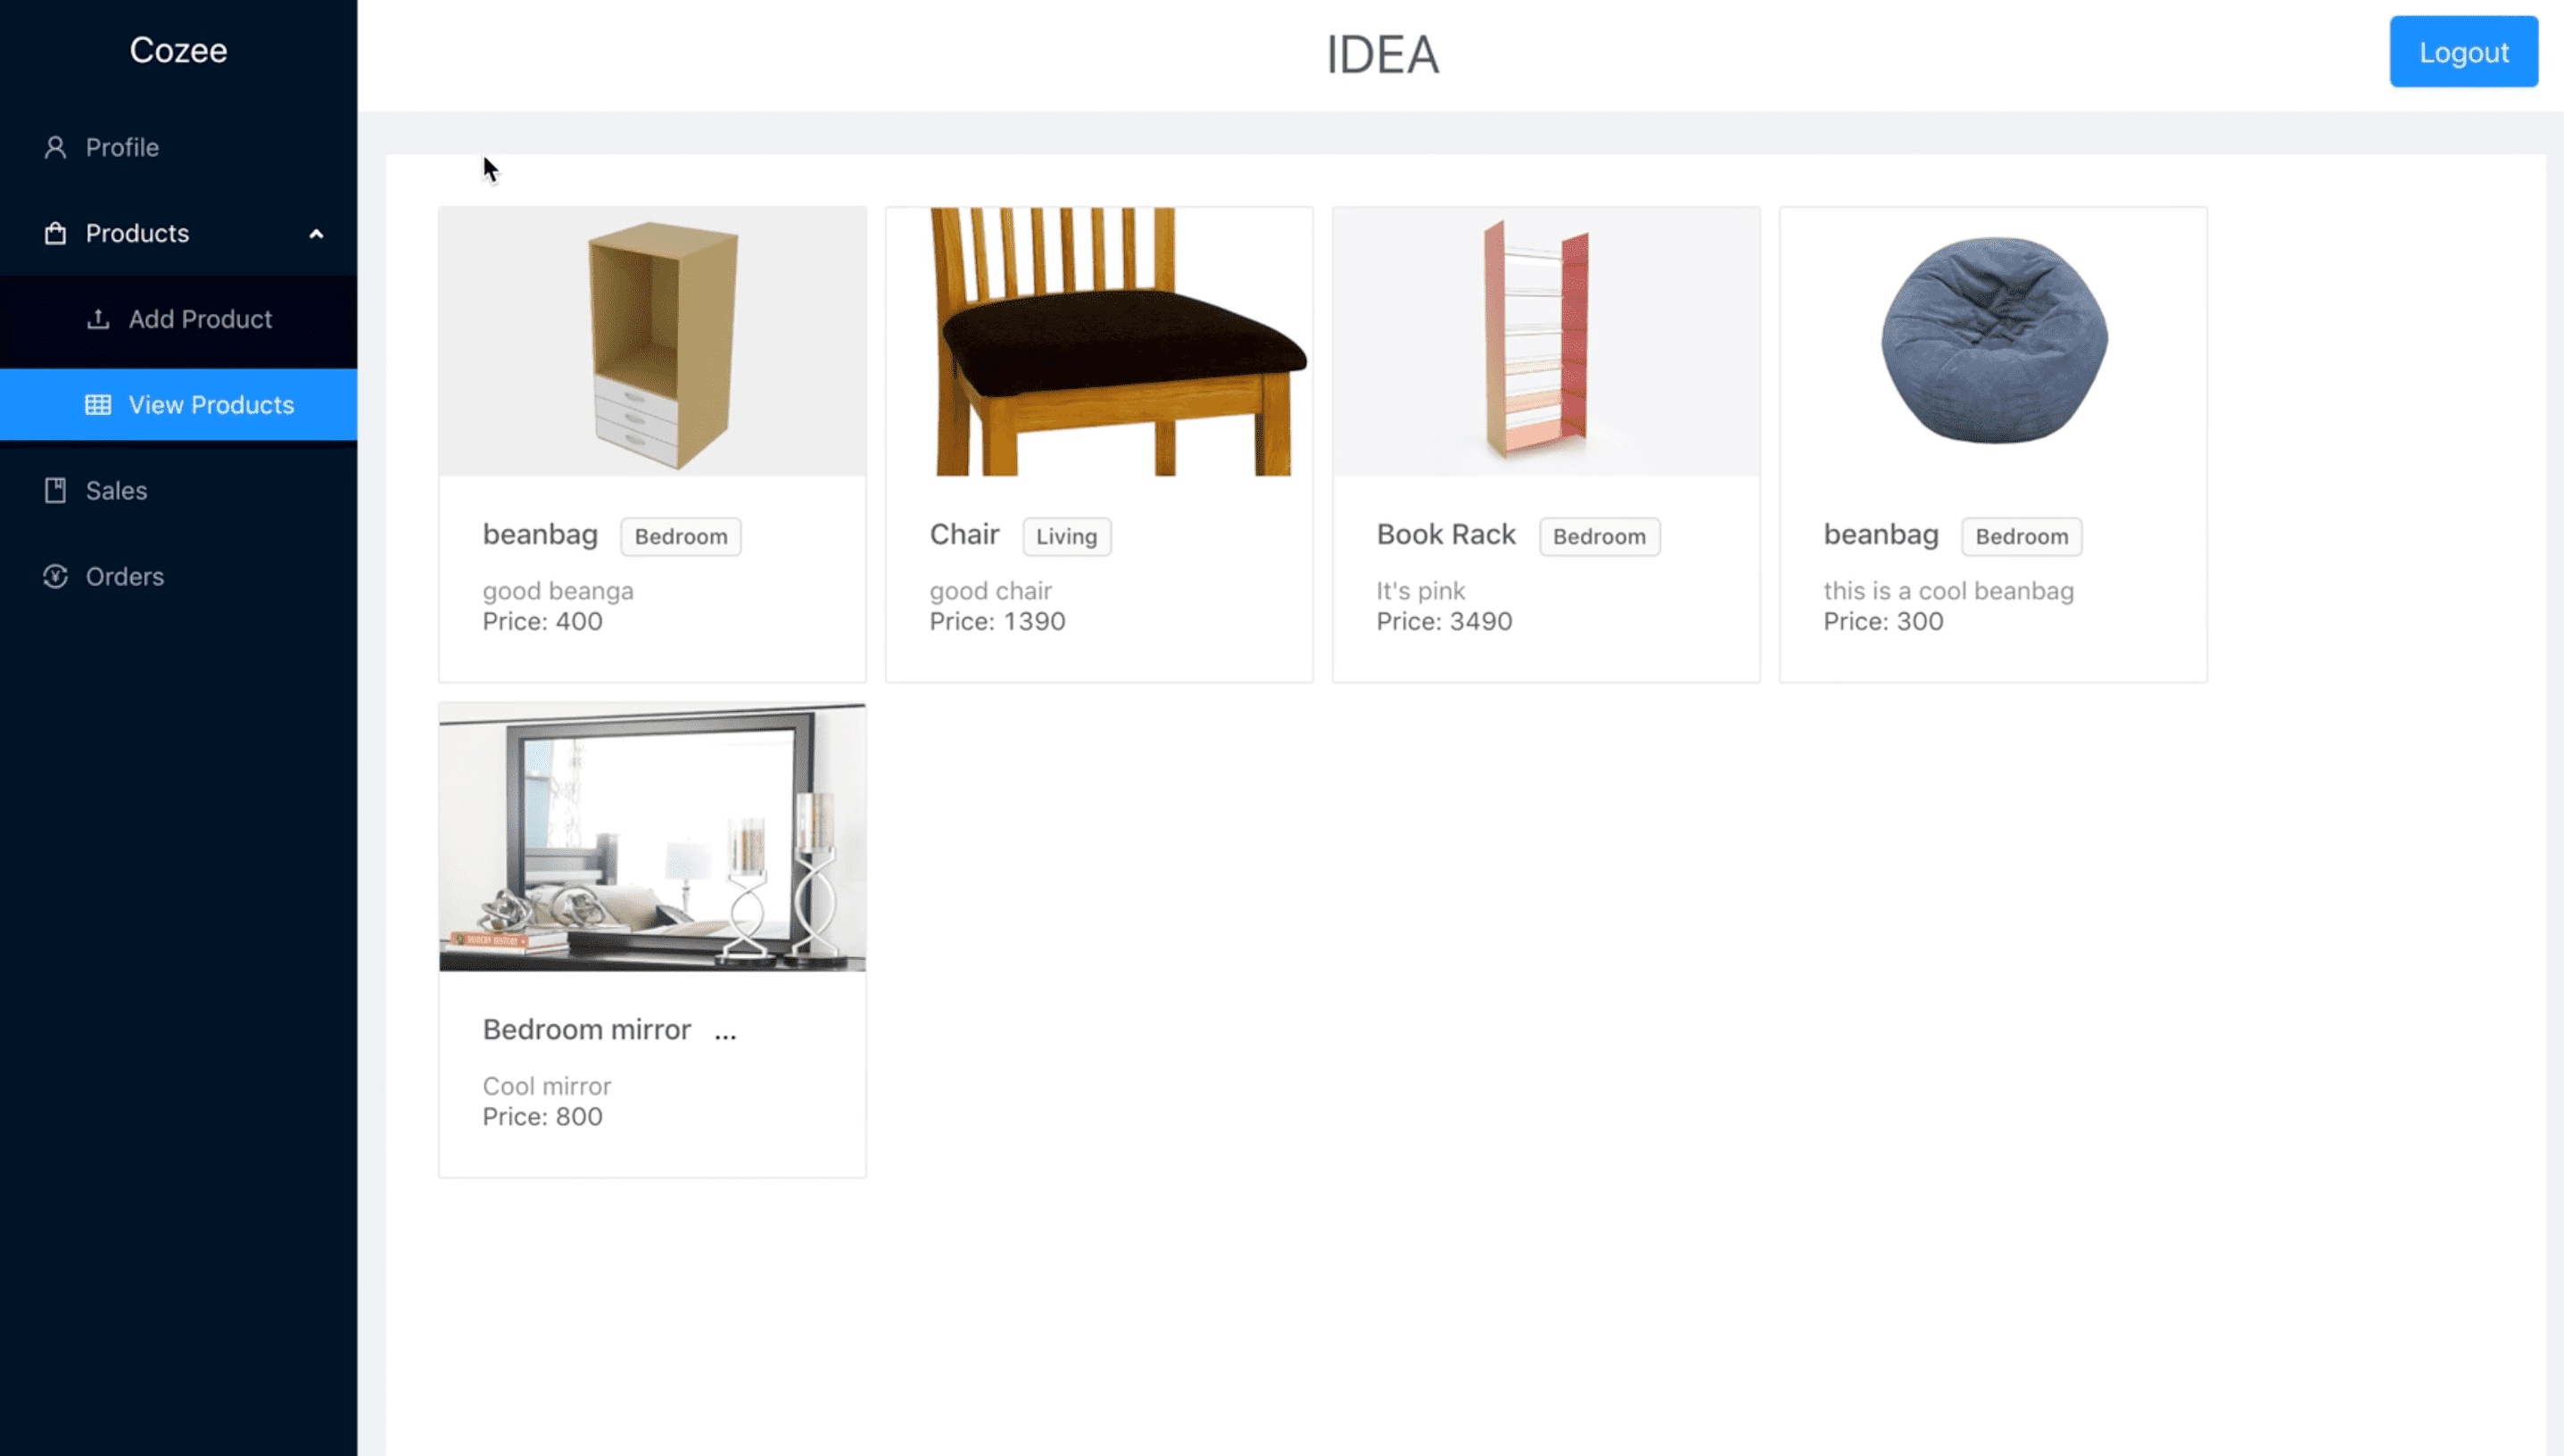 Cozee
IDEA
Logout
Profile
Products
Add Product
View Products
Sales
Orders
beanbag Bedroom
good beanga
Price: 400
Chair Living
good chair
Price: 1390
Book Rack Bedroom
It's pink
Price: 3490
beanbag Bedroom
this is a cool beanbag
Price: 300
MODERN HISTORY
Bedroom mirror ...
Cool mirror
Price: 800